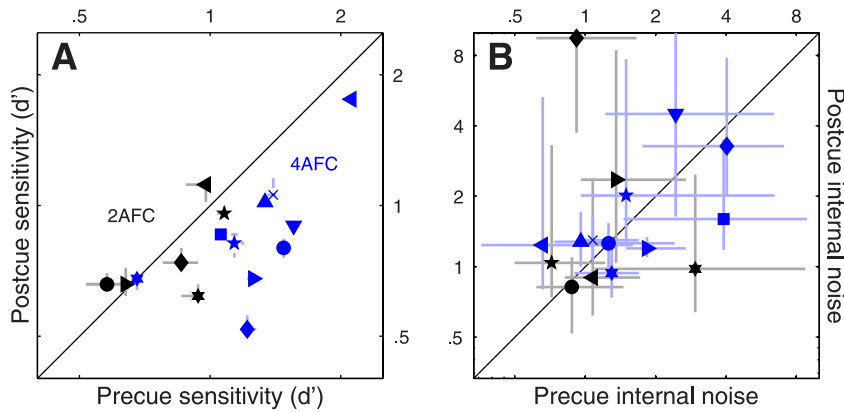 .5 1 2
A
Postcue sensitivity (d')
2AFC
4AFC
2
1
.5
Precue sensitivity (d')
.5 1 2 4 8
B
8
4
2
1
.5
Postcue internal noise
Precue internal noise